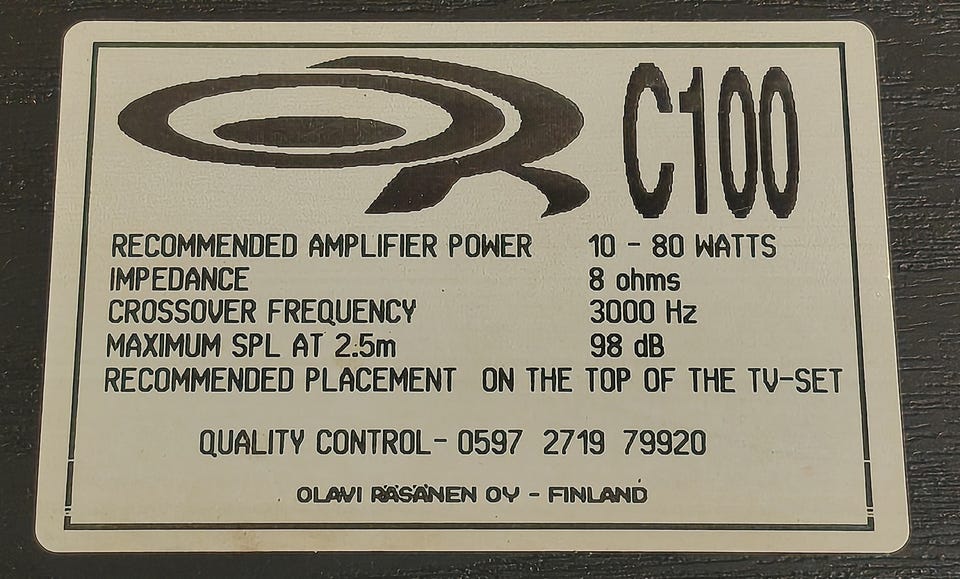 OR C100
RECOMMENDED AMPLIFIER POWER 10 - 80 WATTS
IMPEDANCE 8 ohms
CROSSOVER FREQUENCY 3000 Hz
MAXIMUM SPL AT 2.5m 98 dB
RECOMMENDED PLACEMENT ON THE TOP OF THE TV-SET
QUALITY CONTROL- 0597 2719 79920
OLAVI RÄSÄNEN OY - FINLAND